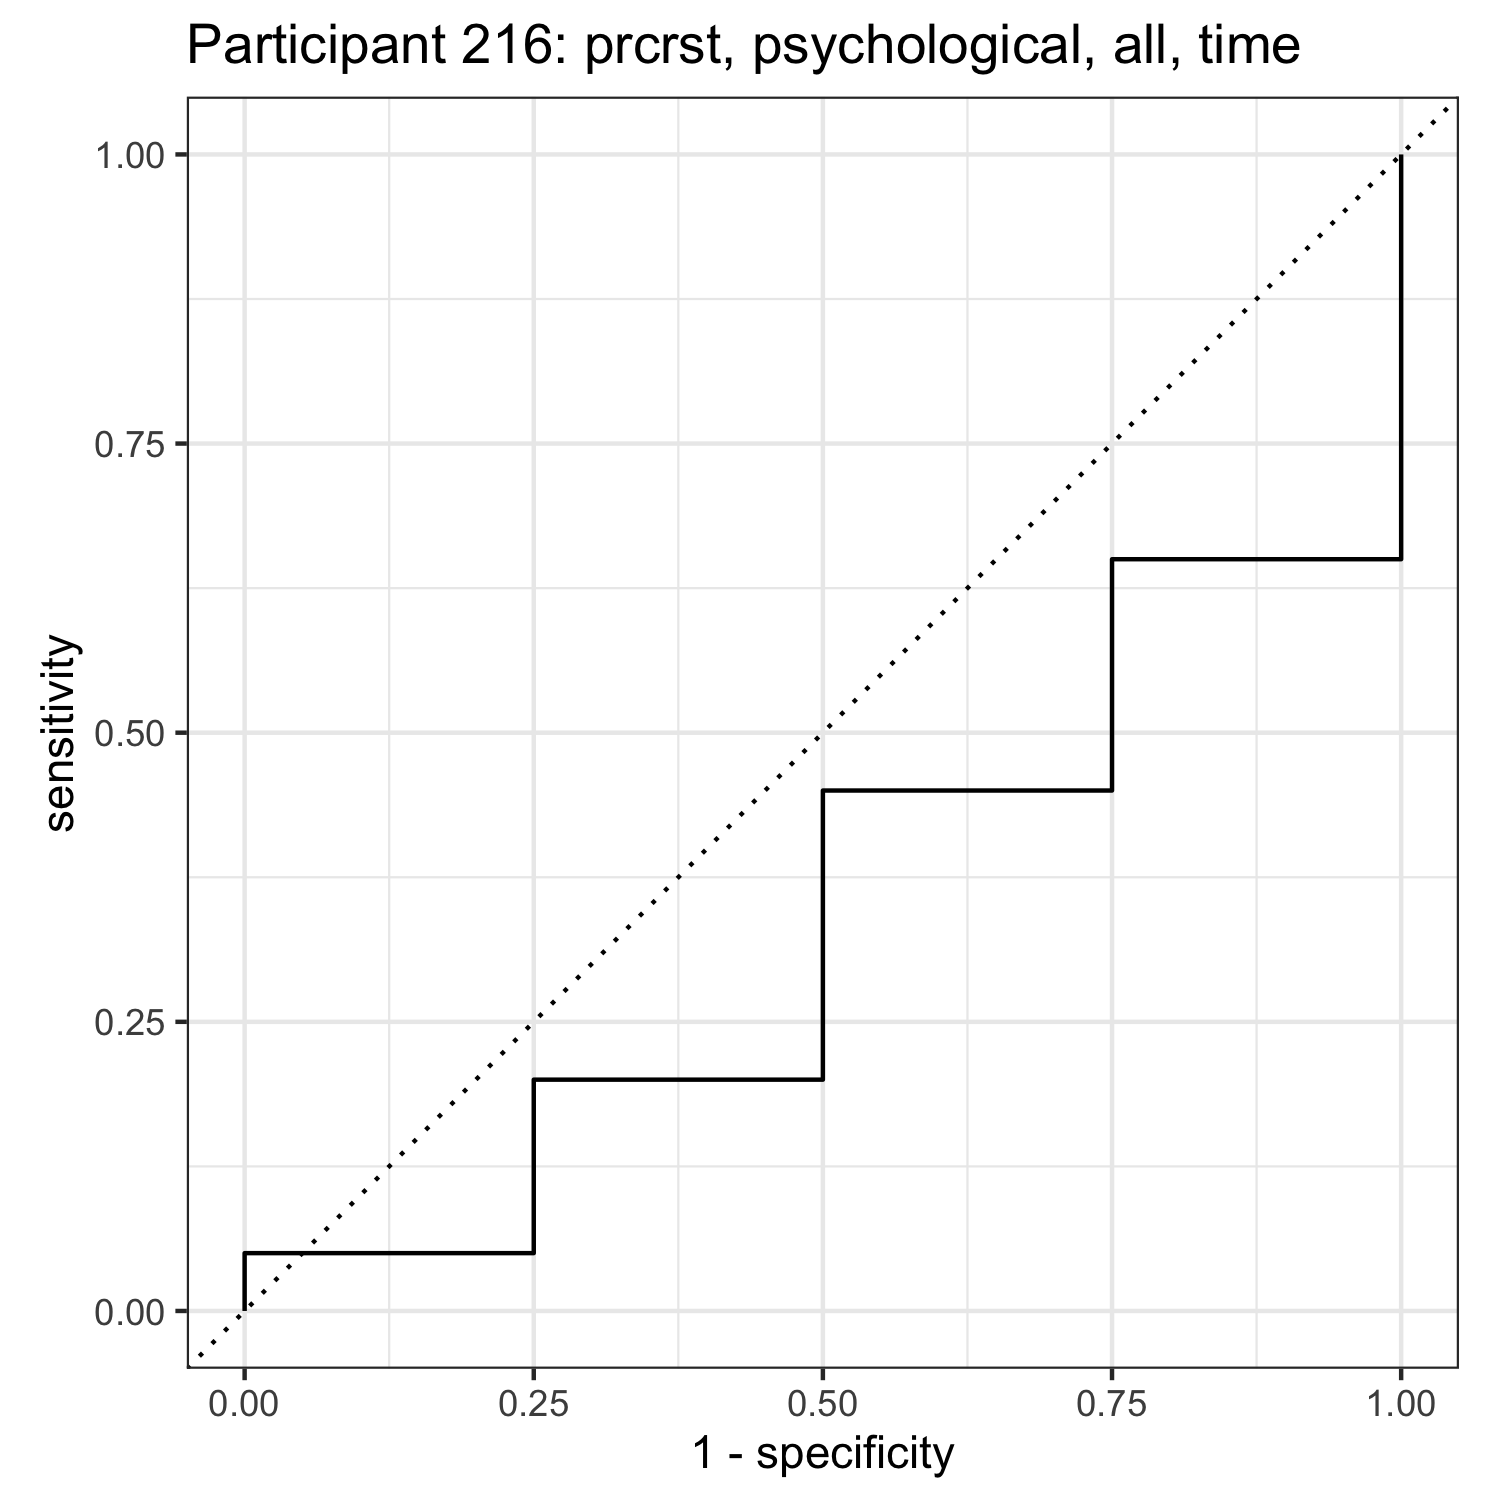 Participant 216: prcrst, psychological, all, time
1.00
0.75
0.50
0.25
0.00
sensitivity
0.00 0.25 0.50 0.75 1.00
1 - specificity